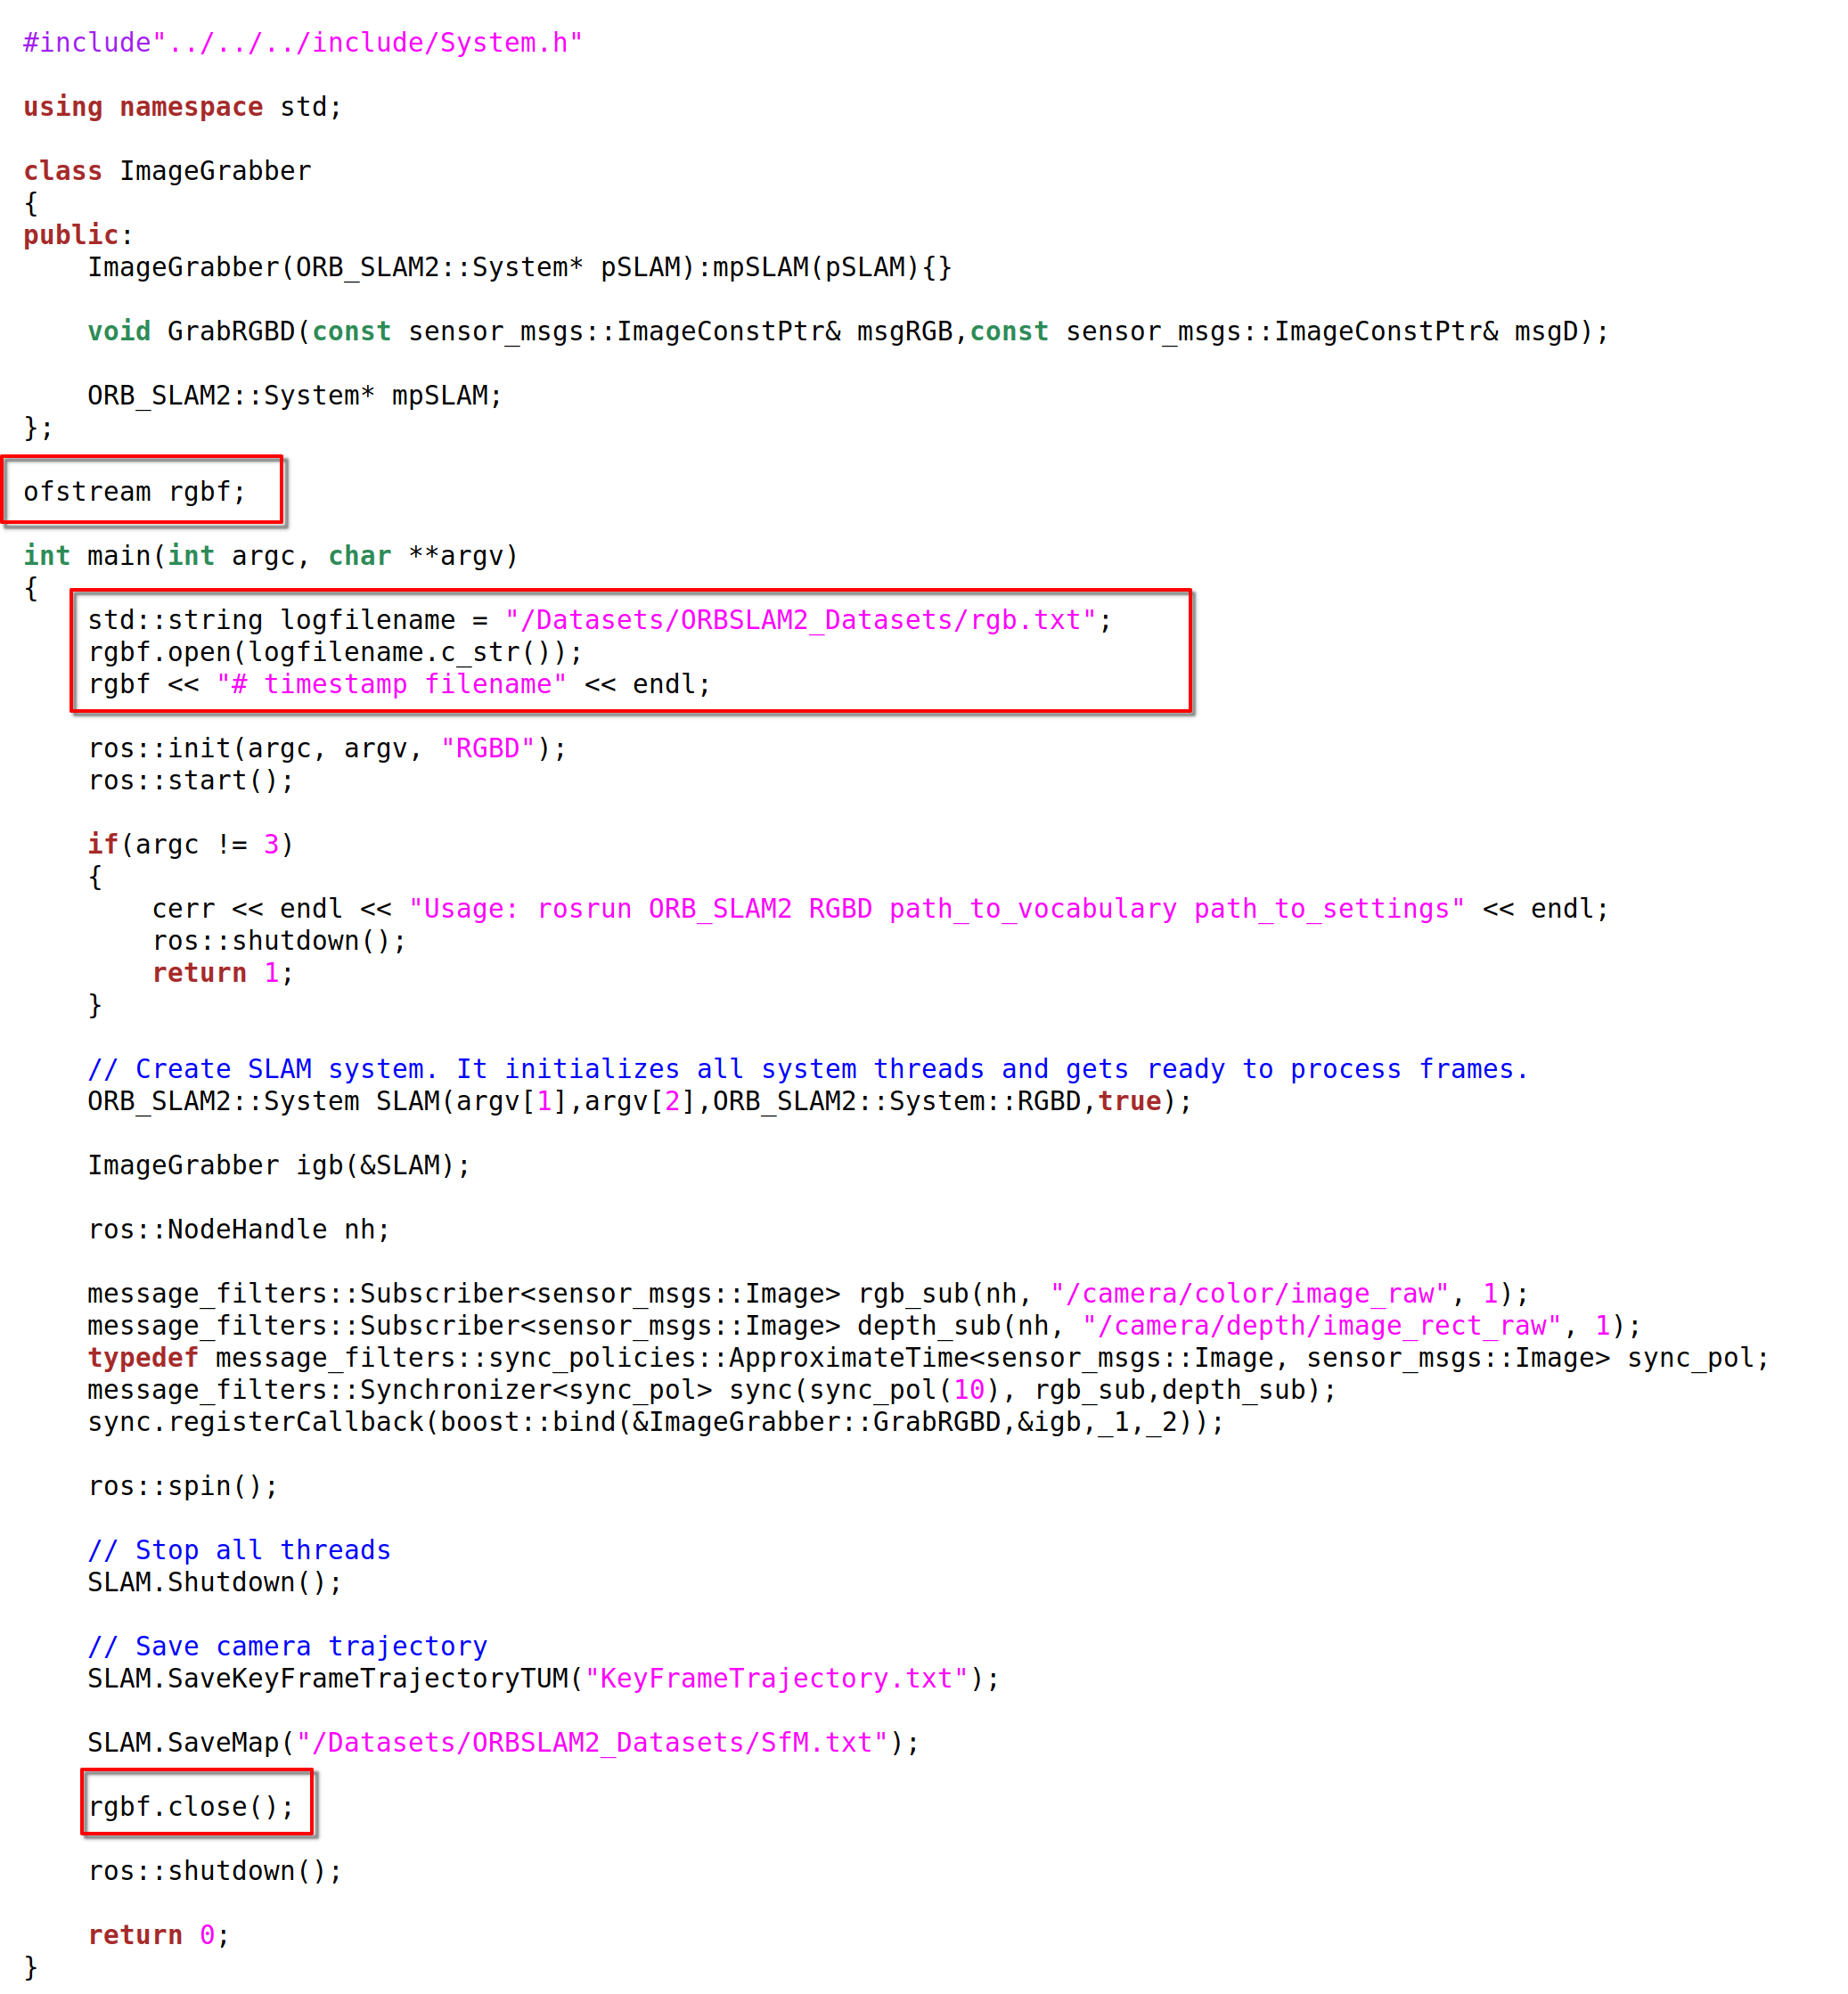 #include"../../../include/System.h"
using namespace std;
class ImageGrabber
{
public:
    ImageGrabber(ORB_SLAM2::System* pSLAM):mpSLAM(pSLAM){}
    void GrabRGBD(const sensor_msgs::ImageConstPtr& msgRGB,const sensor_msgs::ImageConstPtr& msgD);
    ORB_SLAM2::System* mpSLAM;
};
ofstream rgbf;
int main(int argc, char **argv)
{
    std::string logfilename = "/Datasets/ORBSLAM2_Datasets/rgb.txt";
    rgbf.open(logfilename.c_str());
    rgbf << "# timestamp filename" << endl;
    ros::init(argc, argv, "RGBD");
    ros::start();
    if(argc != 3)
    {
        cerr << endl << "Usage: rosrun ORB_SLAM2 RGBD path_to_vocabulary path_to_settings" << endl;
        ros::shutdown();
        return 1;
    }
    // Create SLAM system. It initializes all system threads and gets ready to process frames.
    ORB_SLAM2::System SLAM(argv[1],argv[2],ORB_SLAM2::System::RGBD,true);
    ImageGrabber igb(&SLAM);
    ros::NodeHandle nh;
    message_filters::Subscriber<sensor_msgs::Image> rgb_sub(nh, "/camera/color/image_raw", 1);
    message_filters::Subscriber<sensor_msgs::Image> depth_sub(nh, "/camera/depth/image_rect_raw", 1);
    typedef message_filters::sync_policies::ApproximateTime<sensor_msgs::Image, sensor_msgs::Image> sync_pol;
    message_filters::Synchronizer<sync_pol> sync(sync_pol(10), rgb_sub,depth_sub);
    sync.registerCallback(boost::bind(&ImageGrabber::GrabRGBD,&igb,_1,_2));
    ros::spin();
    // Stop all threads
    SLAM.Shutdown();
    // Save camera trajectory
    SLAM.SaveKeyFrameTrajectoryTUM("KeyFrameTrajectory.txt");
    SLAM.SaveMap("/Datasets/ORBSLAM2_Datasets/SfM.txt");
    rgbf.close();
    ros::shutdown();
    return 0;
}